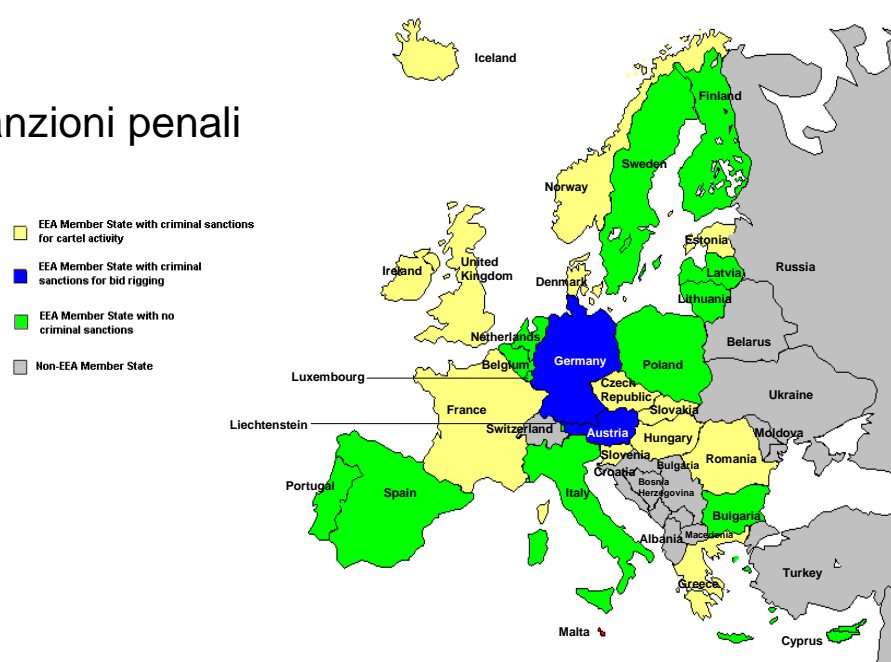 anzioni penali
EEA Member State with criminal sanctions
for cartel activity
EEA Member State with criminal
sanctions for bid rigging
EEA Member State with no
criminal sanctions
Non-EEA Member State
Iceland
Finland
Sweden
Norway
Estonia
Russia
United
Kingdom
Ireland
Latvia
Denmark
Lithuania
Netherlands
Belarus
Germany
Belgium
Poland
Luxembourg
Czech
Republic
Ukraine
France
Slovakia
Liechtenstein
Switzerland
Austria
Moldova
Hungary
Slovenia
Romania
Croatia
Bulgaria
Bosnia
Herzegovina
Portugal
Spain
Italy
Bulgaria
Albania
Macedonia
Turkey
Greece
Malta
Cyprus